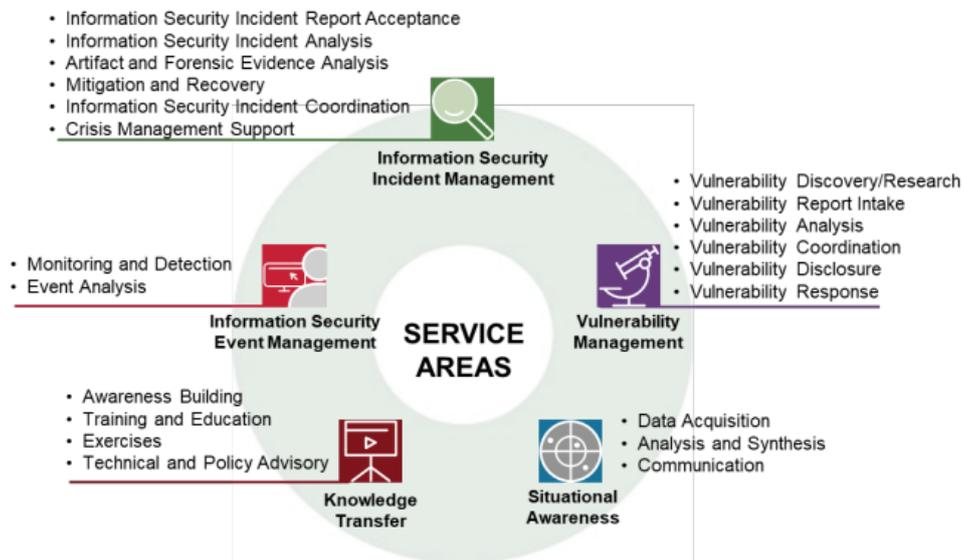 • Information Security Incident Report Acceptance
• Information Security Incident Analysis
• Artifact and Forensic Evidence Analysis
• Mitigation and Recovery
• Information Security Incident Coordination
• Crisis Management Support
Information Security
Incident Management
• Vulnerability Discovery/Research
• Vulnerability Report Intake
• Vulnerability Analysis
• Vulnerability Coordination
• Vulnerability Disclosure
• Vulnerability Response
Vulnerability
Management
• Monitoring and Detection
• Event Analysis
Information Security
Event Management
SERVICE
AREAS
• Awareness Building
• Training and Education
• Exercises
• Technical and Policy Advisory
Knowledge
Transfer
• Data Acquisition
• Analysis and Synthesis
• Communication
Situational
Awareness